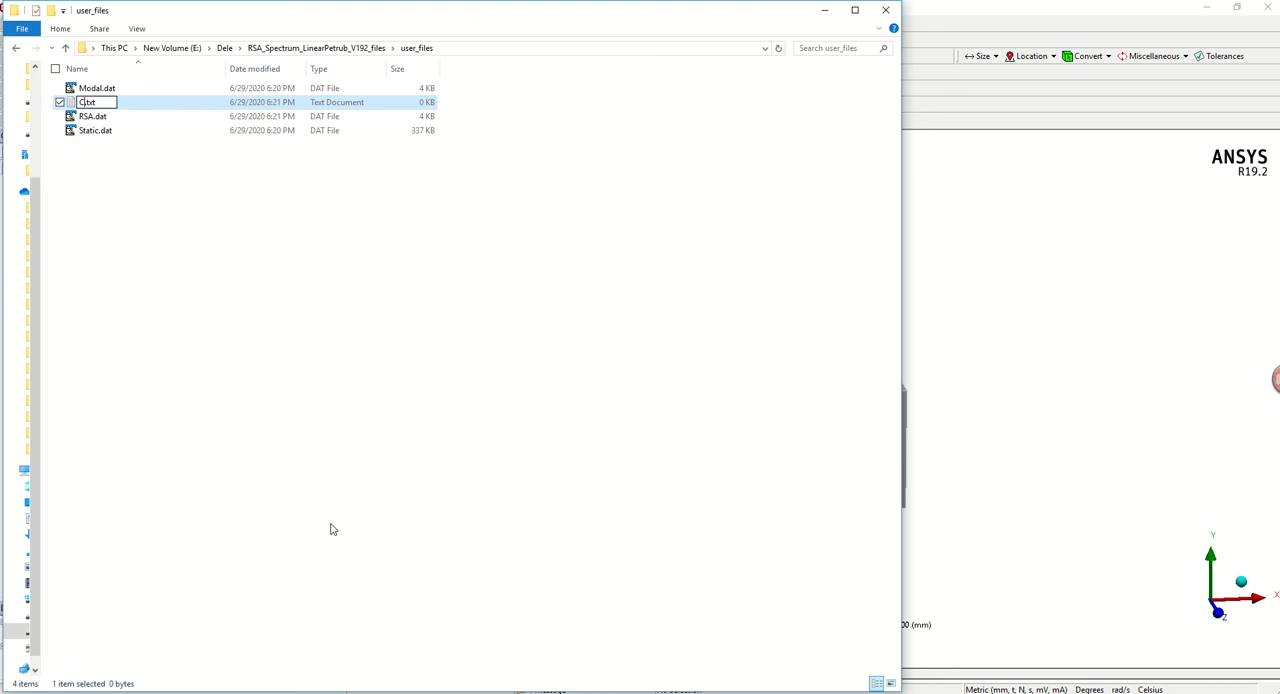 user_files
File
Home
Share
View
This PC > New Volume (E:) > Dele > RSA_Spectrum_LinearPetrub_V192_files > user_files
Search user_files
Name
Date modified
Type
Size
Modal.dat 6/29/2020 6:20 PM DAT File 4 KB
C.txt 6/29/2020 6:21 PM Text Document 0 KB
RSA.dat 6/29/2020 6:21 PM DAT File 4 KB
Static.dat 6/29/2020 6:20 PM DAT File 337 KB
4 items 1 item selected 0 bytes
Size
Location
Convert
Miscellaneous
Tolerances
ANSYS
R19.2
Y
X
Z
00 (mm)
Metric (mm, t, N, s, mV, mA) Degrees rad/s Celsius